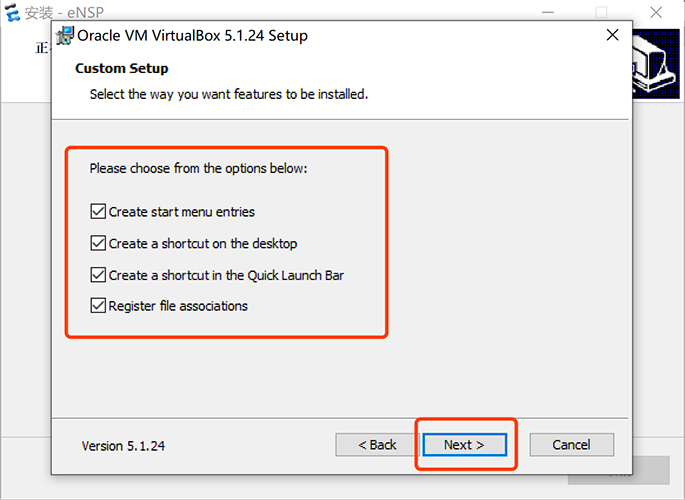 安装 - eNSP
正
Oracle VM VirtualBox 5.1.24 Setup
Custom Setup
Select the way you want features to be installed.
Please choose from the options below:
Create start menu entries
Create a shortcut on the desktop
Create a shortcut in the Quick Launch Bar
Register file associations
Version 5.1.24
< Back
Next >
Cancel